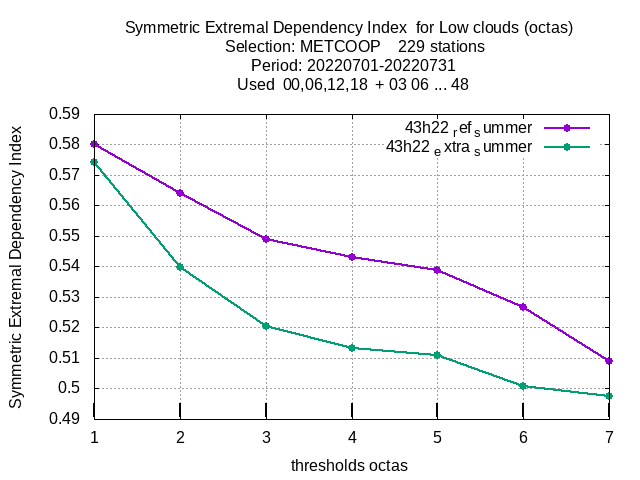 Symmetric Extremal Dependency Index  for Low clouds (octas)
Selection: METCOOP    229 stations
Period: 20220701-20220731
Used  00,06,12,18  + 03 06 ... 48
43h22 ref summer
43h22 extra summer
Symmetric Extremal Dependency Index
0.59
0.58
0.57
0.56
0.55
0.54
0.53
0.52
0.51
0.5
0.49
1 2 3 4 5 6 7
thresholds octas